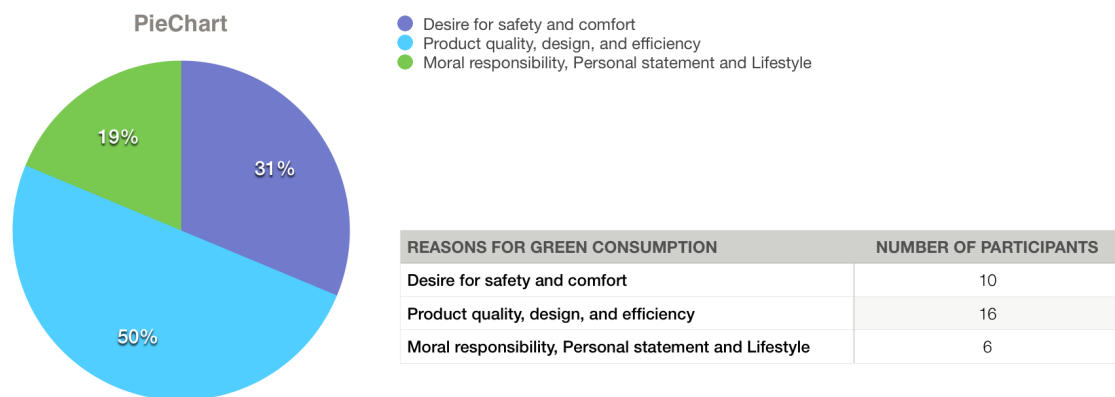 PieChart
Desire for safety and comfort
Product quality, design, and efficiency
Moral responsibility, Personal statement and Lifestyle
19%
31%
50%
REASONS FOR GREEN CONSUMPTION NUMBER OF PARTICIPANTS
Desire for safety and comfort 10
Product quality, design, and efficiency 16
Moral responsibility, Personal statement and Lifestyle 6